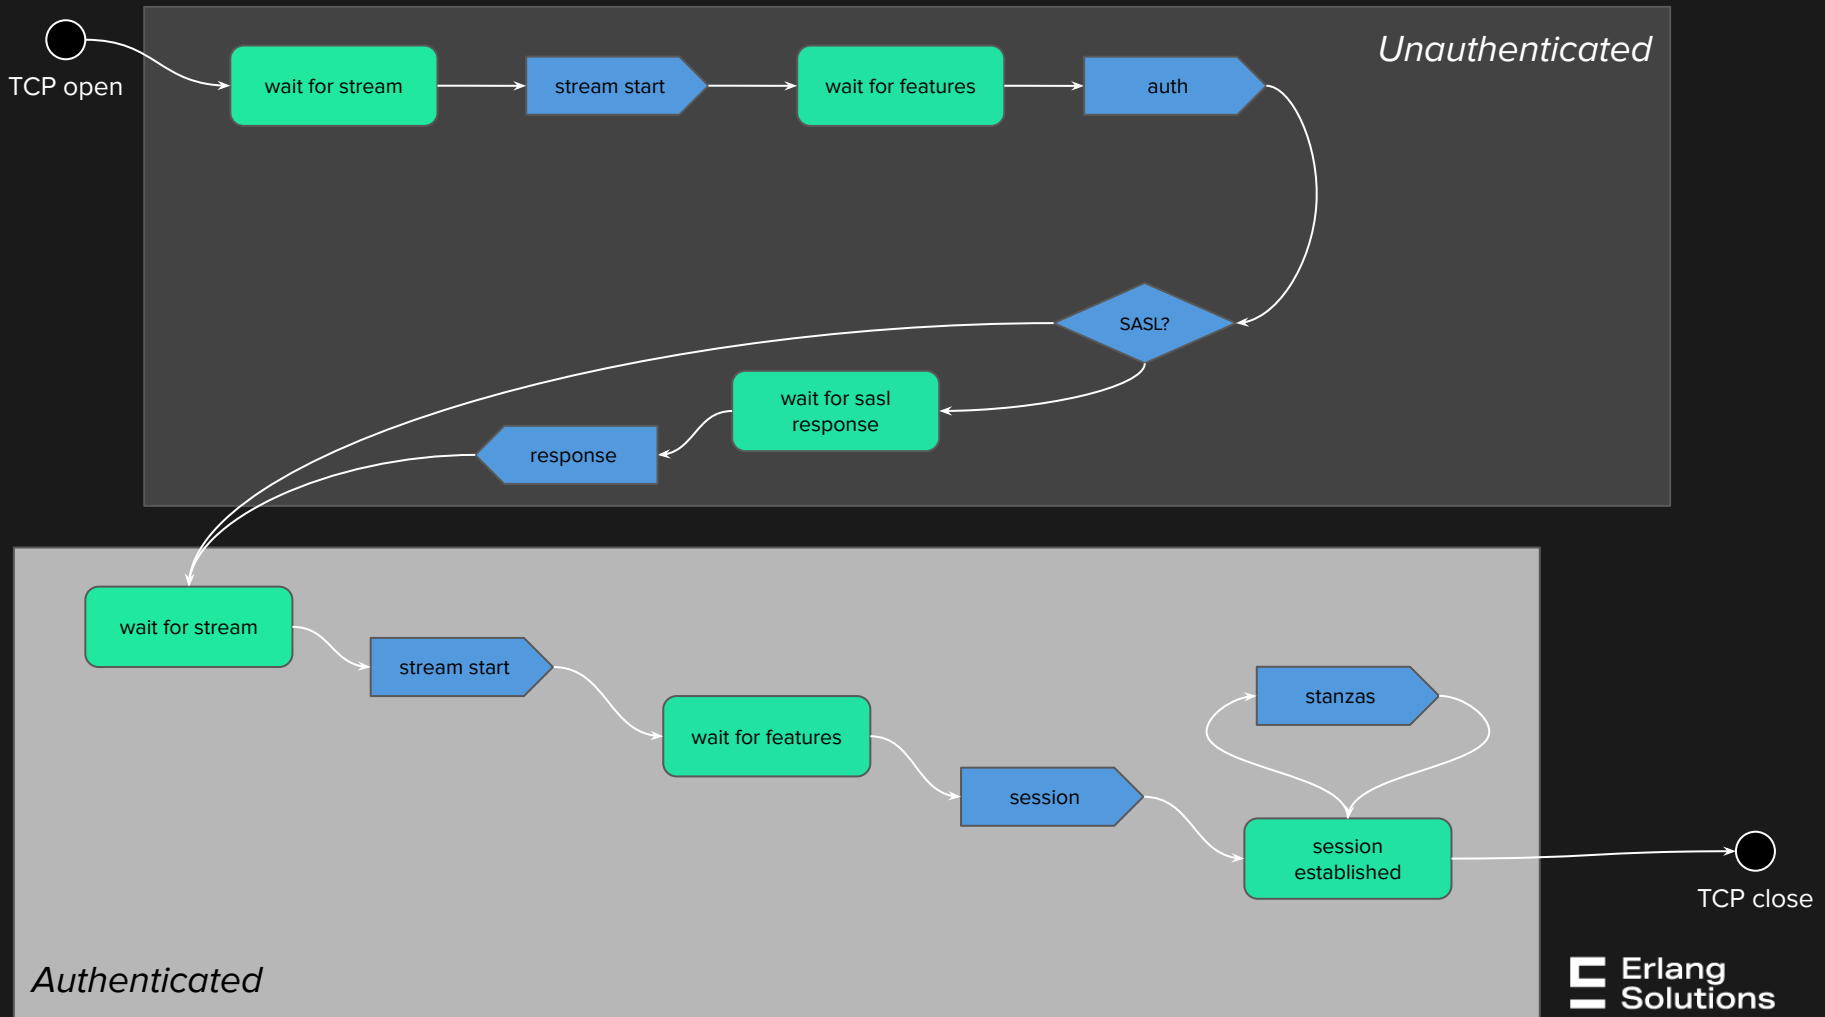 Unauthenticated
TCP open
wait for stream
stream start
wait for features
auth
SASL?
wait for sasl
response
response
wait for stream
stream start
wait for features
session
stanzas
session
established
TCP close
Authenticated
Erlang
Solutions